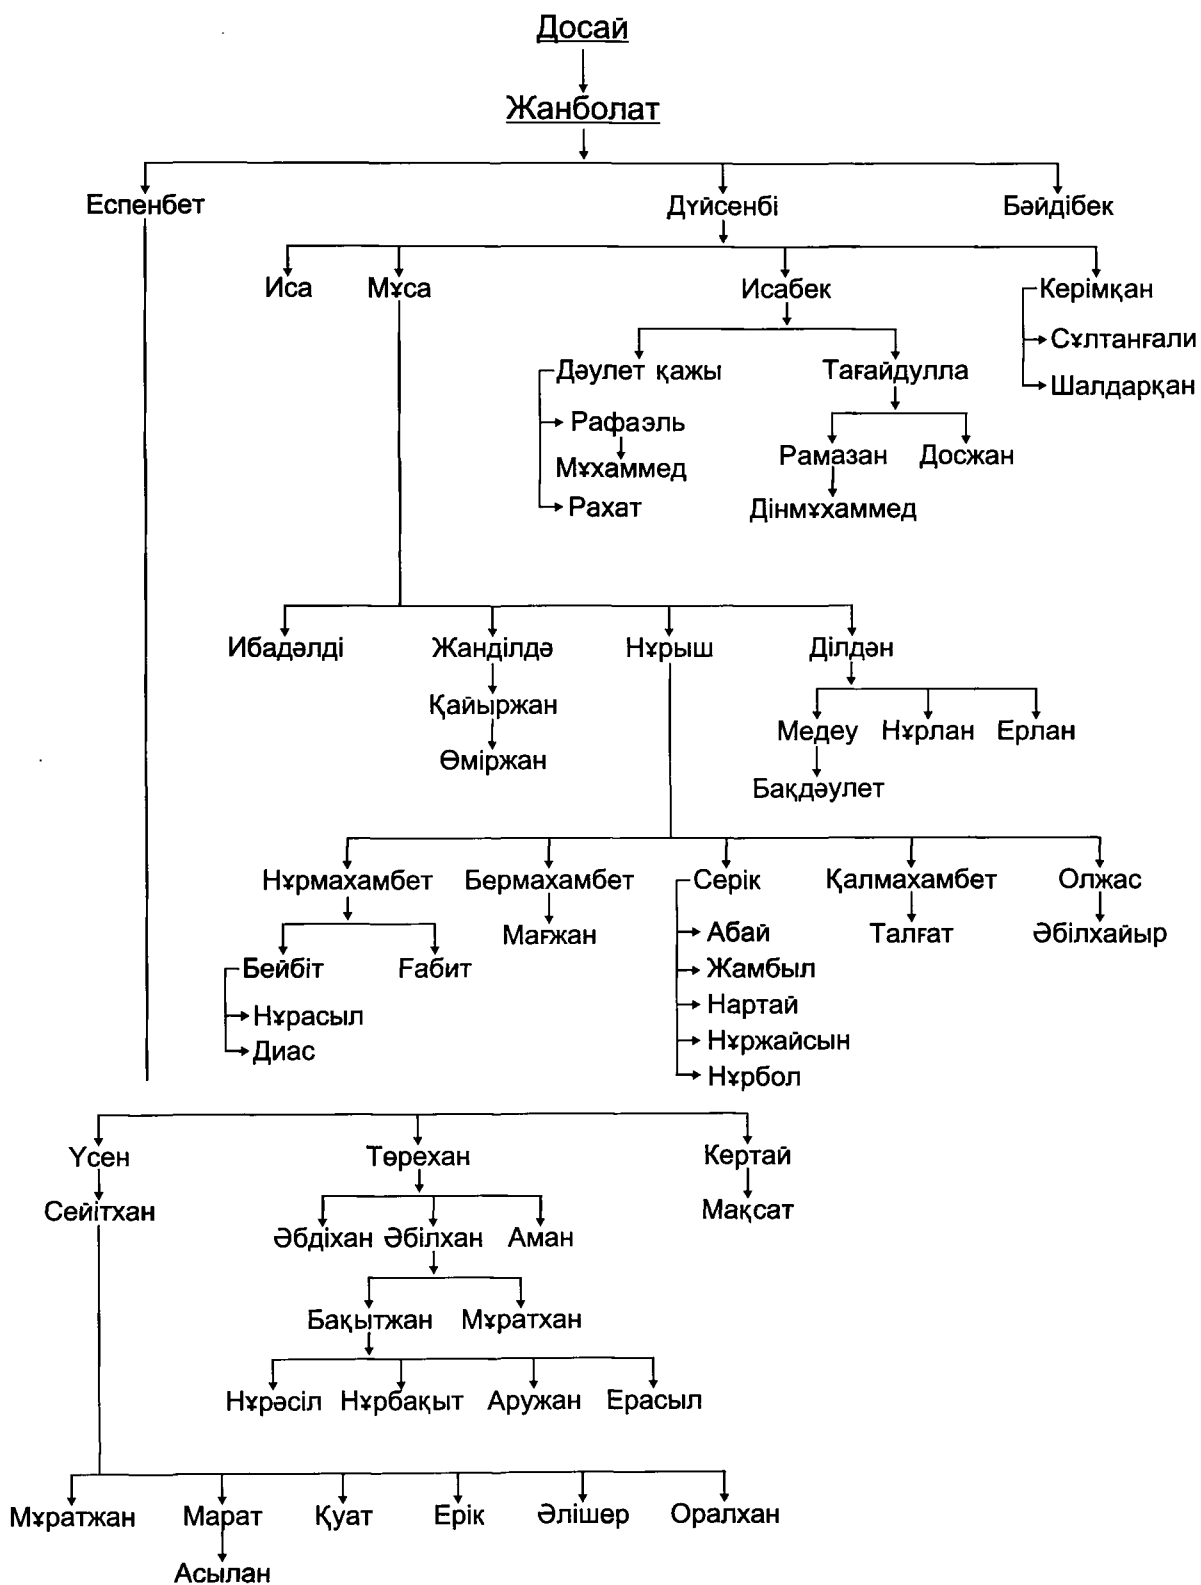 Досай
Жанболат
Еспенбет Дүйсенбі Бәйдібек
Иса Мұса Исабек Керімқан
Сұлтанғали
Дәулет қажы Тағайдулла
Шалдарқан
Рафаэль
Рамазан Досжан
Мұхаммед
Рахат Дінмұхаммед
Ибадәлді Жанділдә Нұрыш Ділдән
Қайыржан
Медеу Нұрлан Ерлан
Өміржан
Бақдәулет
Нұрмахамбет Бермахамбет Серік Қалмахамбет Олжас
Мағжан Абай Талғат Әбілхайыр
Бейбіт Ғабит Жамбыл
Нұрасыл Нартай
Диас Нұржайсын
Нұрбол
Үсен Төрехан Кертай
Сейітхан Мақсат
Әбдіхан Әбілхан Аман
Бақытжан Мұратхан
Нұрәсіл Нұрбақыт Аружан Ерасыл
Мұратжан Марат Қуат Ерік Әлішер Оралхан
Асылан